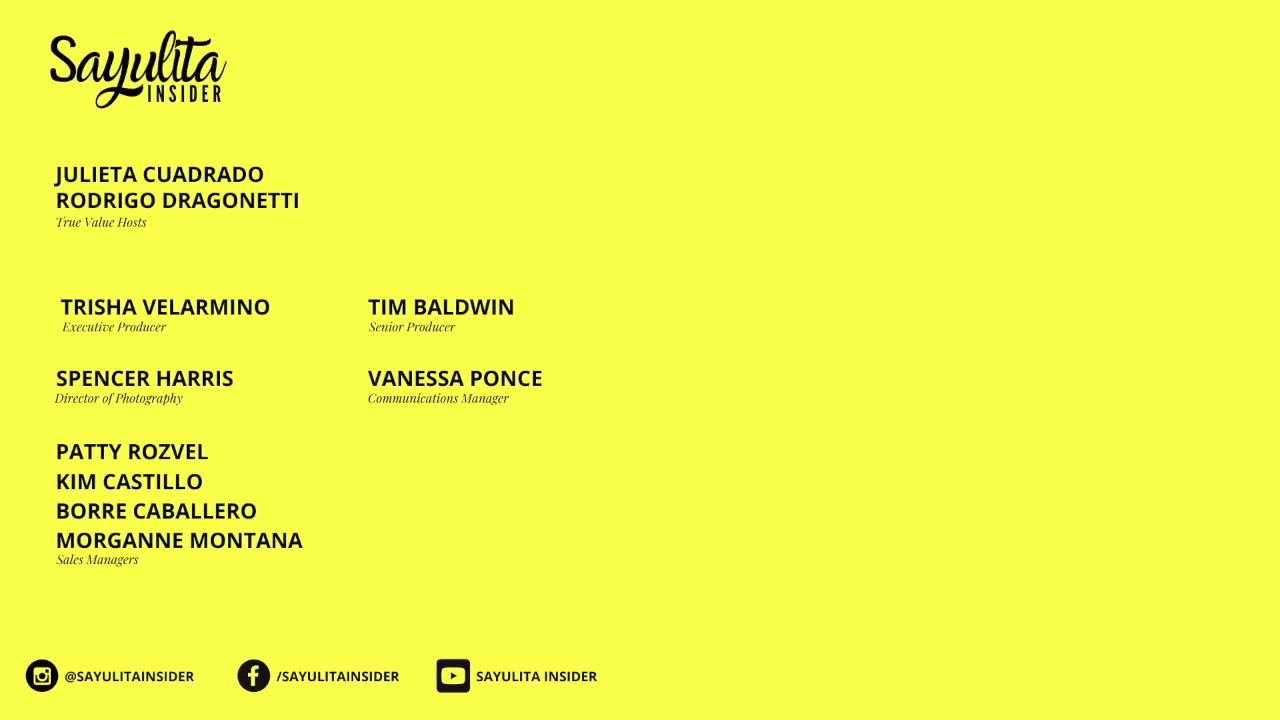 Sayulita
INSIDER
JULIETA CUADRADO
RODRIGO DRAGONETTI
True Value Hosts
TRISHA VELARMINO
Executive Producer
TIM BALDWIN
Senior Producer
SPENCER HARRIS
Director of Photography
VANESSA PONCE
Communications Manager
PATTY ROZVEL
KIM CASTILLO
BORRE CABALLERO
MORGANNE MONTANA
Sales Managers
@SAYULITAINSIDER
/SAYULITAINSIDER
SAYULITA INSIDER